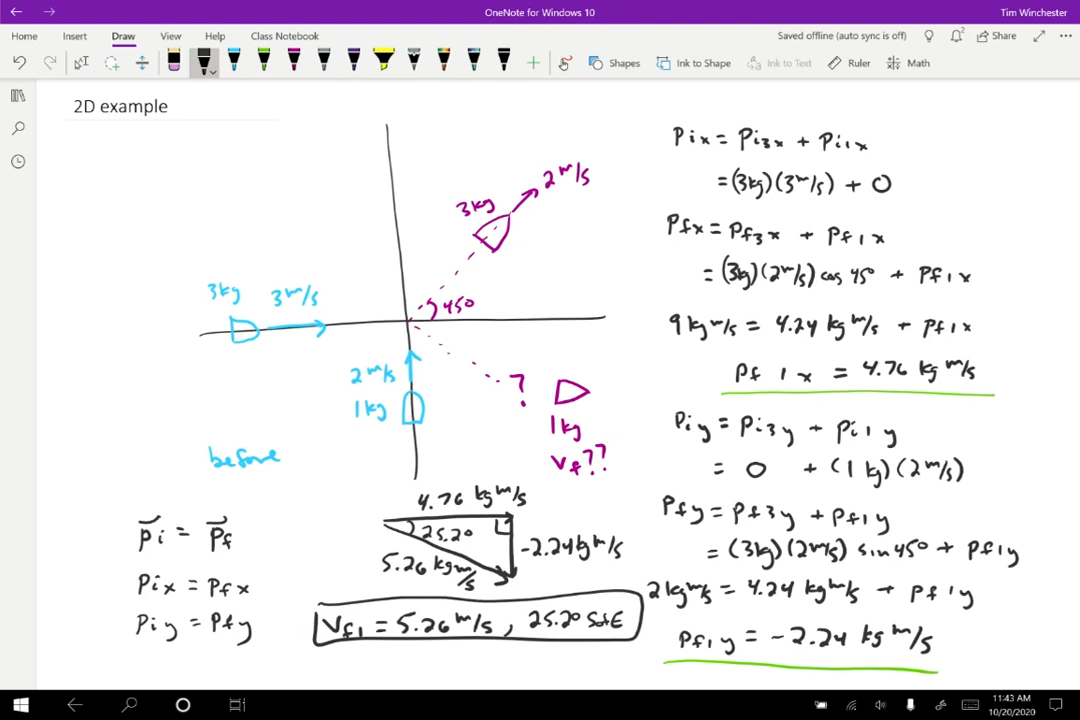 OneNote for Windows 10
Tim Winchester
Home Insert Draw View Help Class Notebook
Saved offline (auto sync is off)
Share
Shapes
Ink to Shape
Ink to Text
Ruler
Math
2D example
3kg
2 m/s
45°
3kg
3 m/s
2 m/s
1kg
before
?
1kg
Vf??
Pi = Pf
Pix = Pfx
Piy = Pfy
4.76 kg m/s
25.2°
-2.24 kg m/s
5.26 kg m/s
Vf1 = 5.26 m/s, 25.2° S of E
Pix = Pi3x + Pi1x
= (3kg)(3 m/s) + 0
Pfx = Pf3x + Pf1x
= (3kg)(2 m/s) cos 45° + Pf1x
9 kg m/s = 4.24 kg m/s + Pf1x
Pf1x = 4.76 kg m/s
Piy = Pi3y + Pi1y
= 0 + (1 kg)(2 m/s)
Pfy = Pf3y + Pf1y
= (3kg)(2 m/s) sin 45° + Pf1y
2 kg m/s = 4.24 kg m/s + Pf1y
Pf1y = -2.24 kg m/s
11:43 AM
10/20/2020